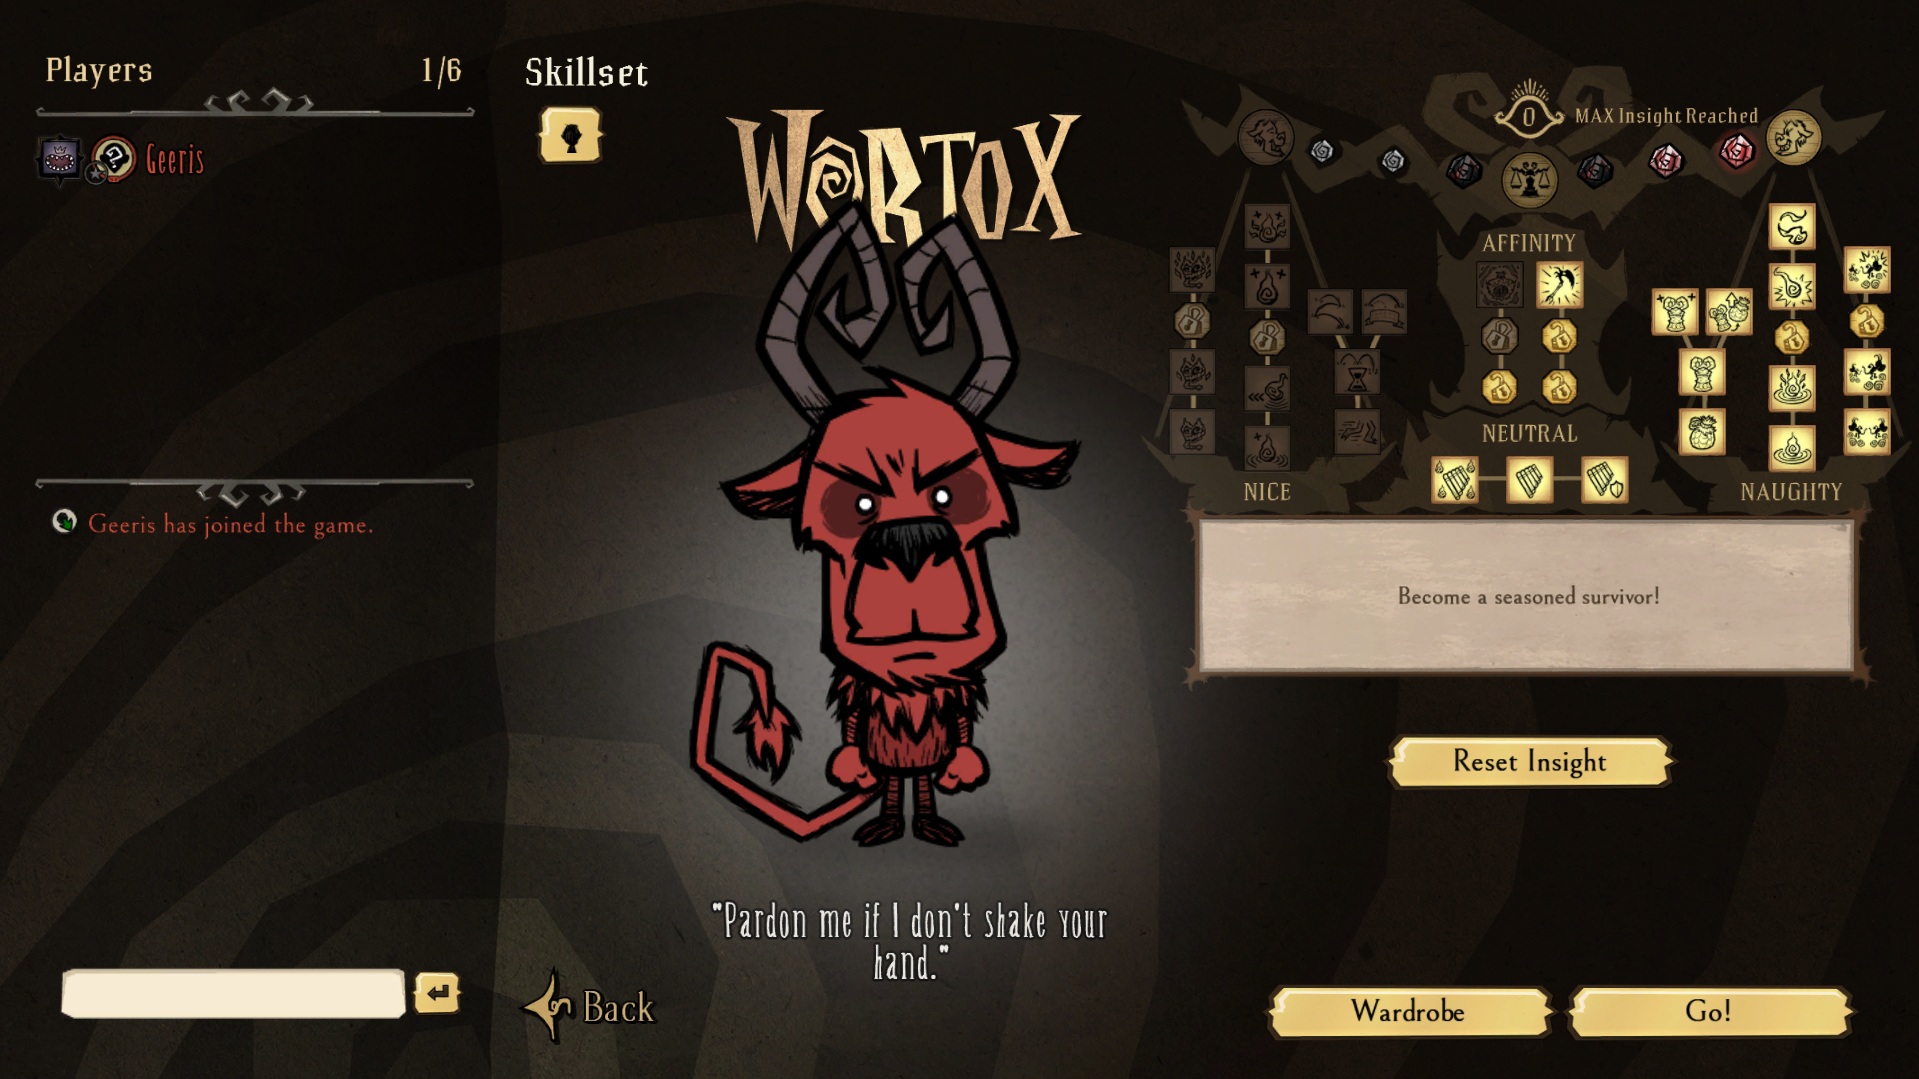 Players 1/6
Geeris
Geeris has joined the game.
Skillset
WORTOX
"Pardon me if I don't shake your
hand."
Back
0 MAX Insight Reached
AFFINITY
NEUTRAL
NICE
NAUGHTY
Become a seasoned survivor!
Reset Insight
Wardrobe
Go!